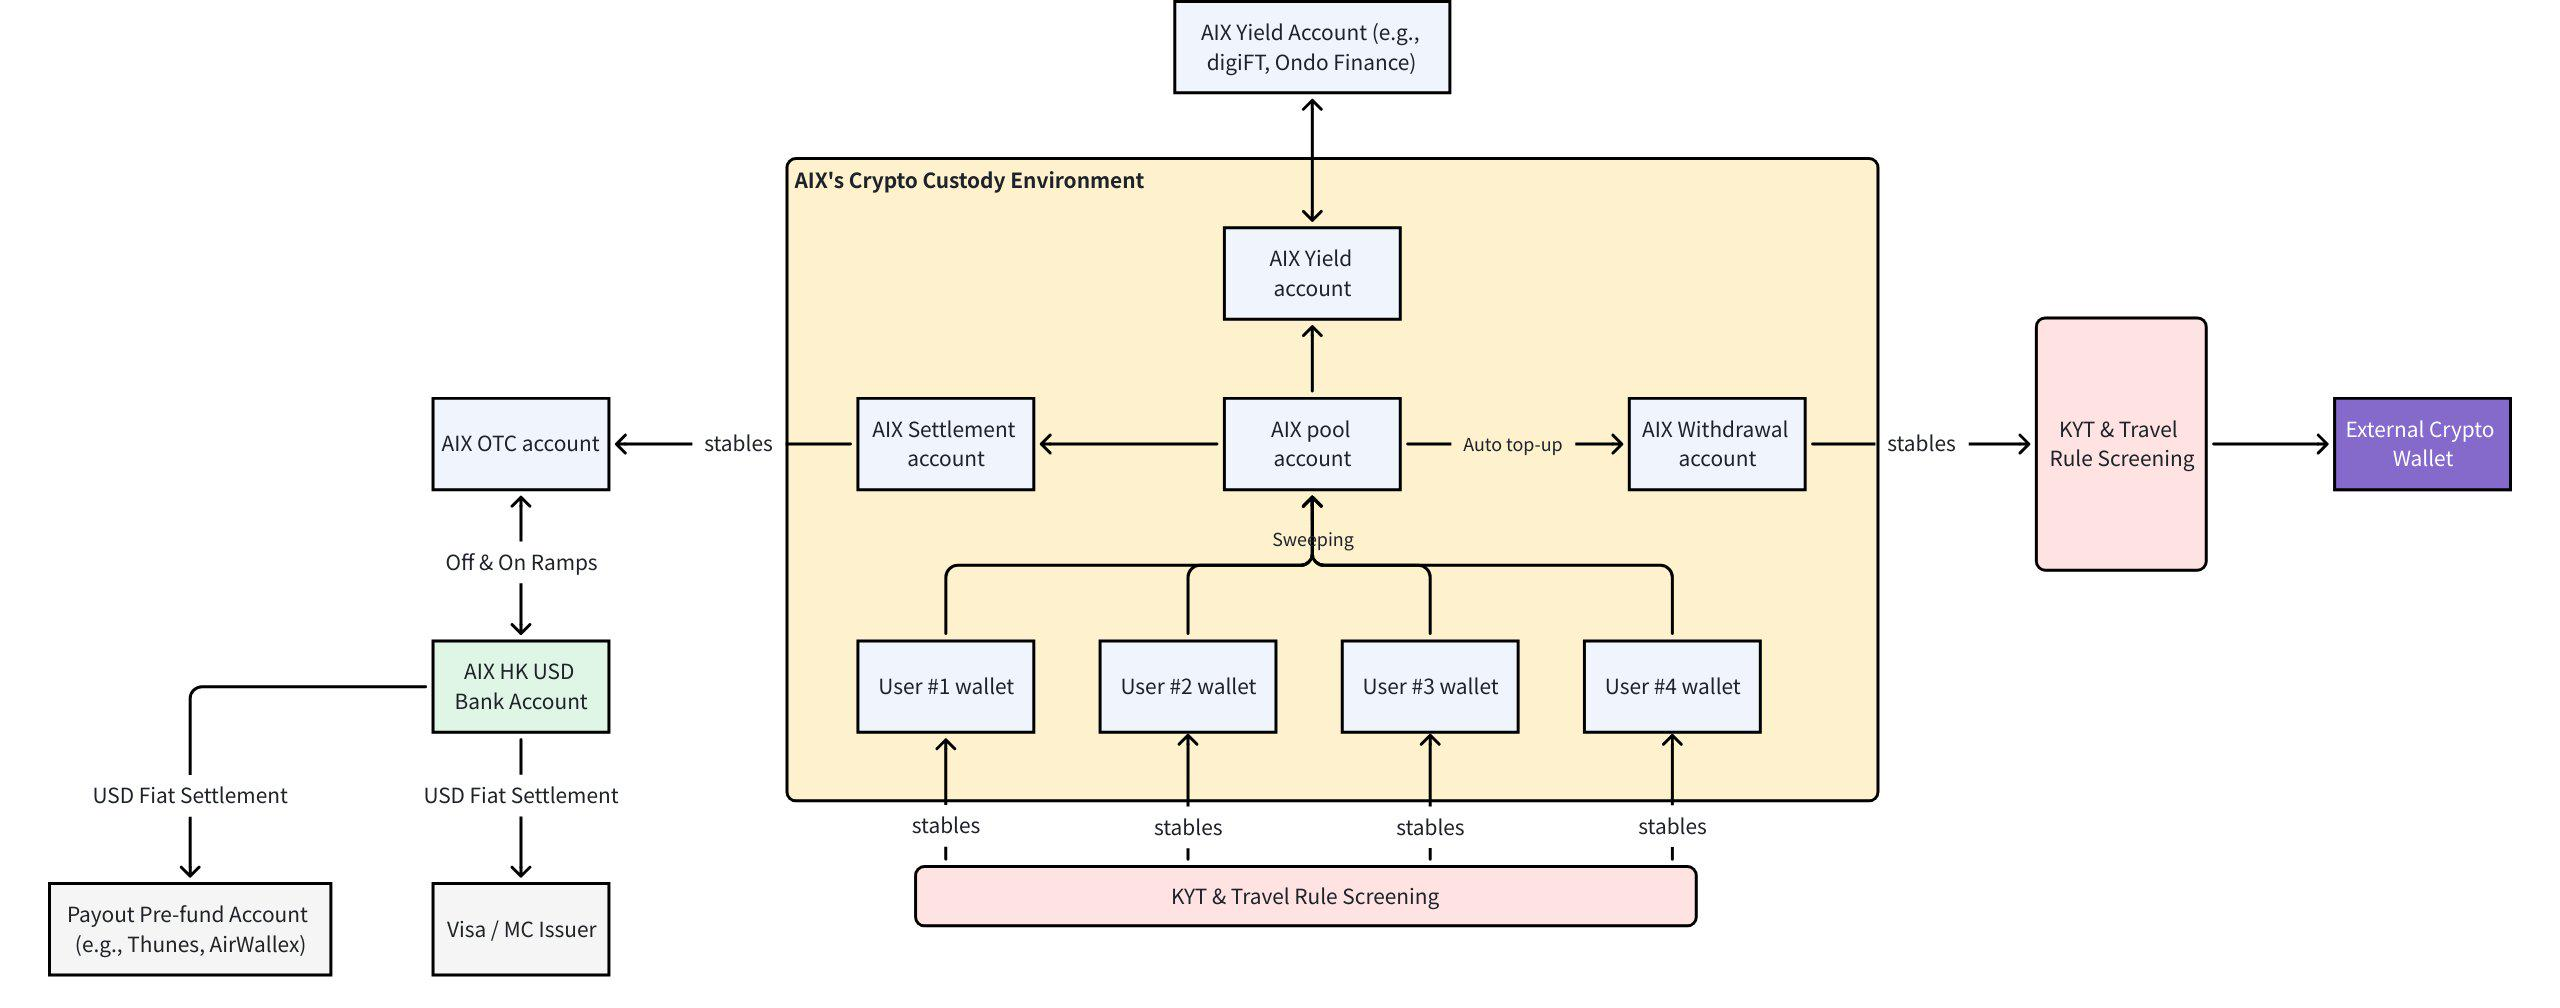 AIX Yield Account (e.g.,
digiFT, Ondo Finance)
AIX's Crypto Custody Environment
AIX Yield
account
AIX OTC account
stables
AIX Settlement
account
AIX pool
account
Auto top-up
AIX Withdrawal
account
stables
KYT & Travel
Rule Screening
External Crypto
Wallet
Sweeping
Off & On Ramps
AIX HK USD
Bank Account
User #1 wallet
User #2 wallet
User #3 wallet
User #4 wallet
USD Fiat Settlement
USD Fiat Settlement
stables
stables
stables
stables
KYT & Travel Rule Screening
Payout Pre-fund Account
(e.g., Thunes, AirWallex)
Visa / MC Issuer